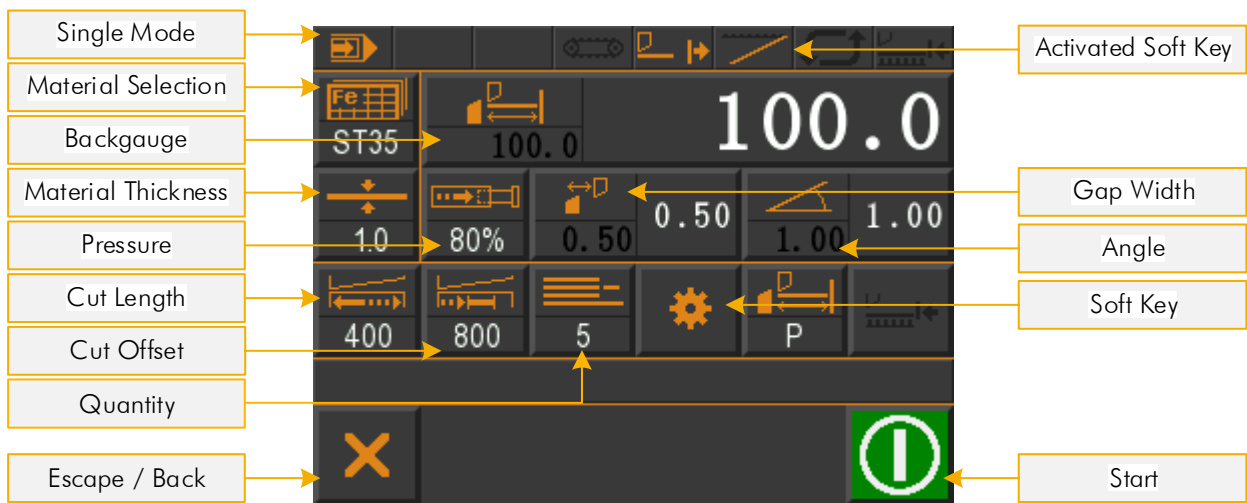 Single Mode
Activated Soft Key
Material Selection
Fe
ST35
Backgauge
100.0
100.0
Material Thickness
1.0
Pressure
80%
0.50
0.50
Gap Width
1.00
1.00
Angle
Cut Length
400
800
5
P
Soft Key
Cut Offset
Quantity
Escape / Back
Start